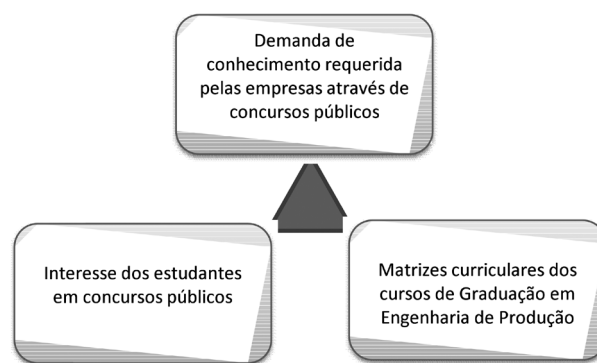 Demanda de
conhecimento requerida
pelas empresas através de
concursos públicos
Interesse dos estudantes
em concursos públicos
Matrizes curriculares dos
cursos de Graduação em
Engenharia de Produção